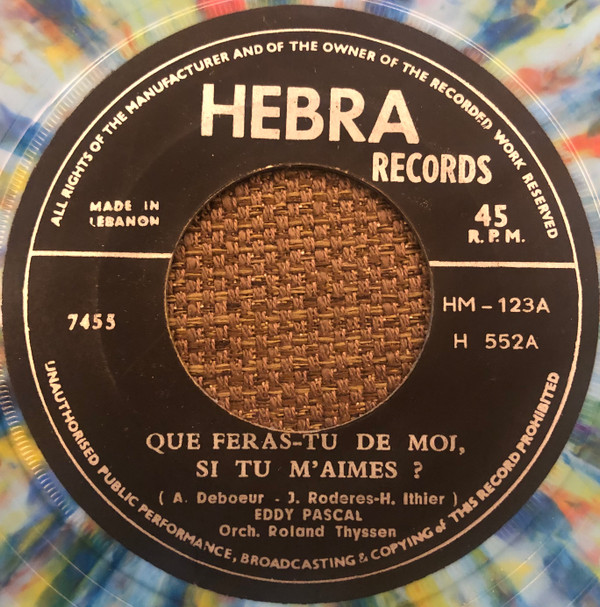 ALL RIGHTS OF THE MANUFACTURER AND OF THE OWNER OF THE RECORDED WORK RESERVED
HEBRA
RECORDS
MADE IN
LEBANON
45
R.P.M.
7455
HM-123A
H 552A
QUE FERAS-TU DE MOI,
SI TU M'AIMES ?
( A. Deboeur - J. Roderes-H. Ithier )
EDDY PASCAL
Orch. Roland Thyssen
UNAUTHORISED PUBLIC PERFORMANCE, BROADCASTING & COPYING of THIS RECORD PROHIBITED